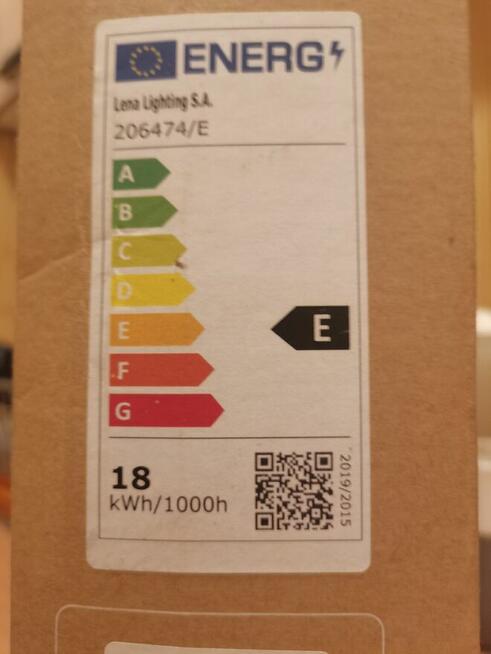 ENERG
Lena Lighting S.A.
206474/E
A
B
C
D
E
E
F
G
18
kWh/1000h
2019/2015